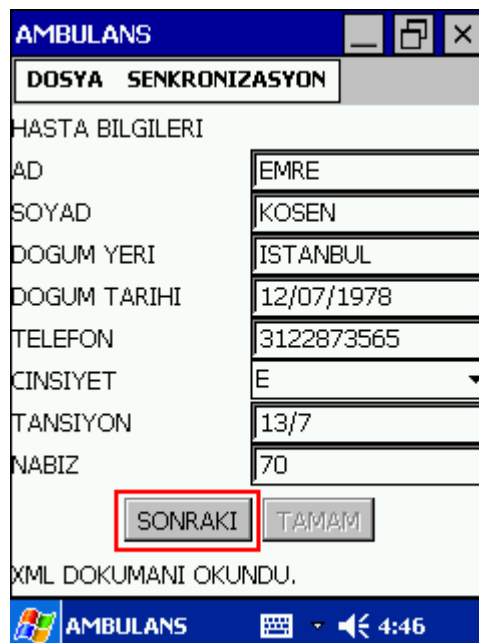 AMBULANS
DOSYA SENKRONIZASYON
HASTA BILGILERI
AD EMRE
SOYAD KOSEN
DOGUM YERI ISTANBUL
DOGUM TARIHI 12/07/1978
TELEFON 3122873565
CINSIYET E
TANSIYON 13/7
NABIZ 70
SONRAKI TAMAM
XML DOKUMANI OKUNDU.
AMBULANS 4:46